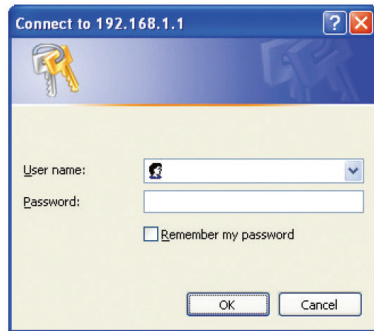 Connect to 192.168.1.1
User name:
Password:
Remember my password
OK
Cancel